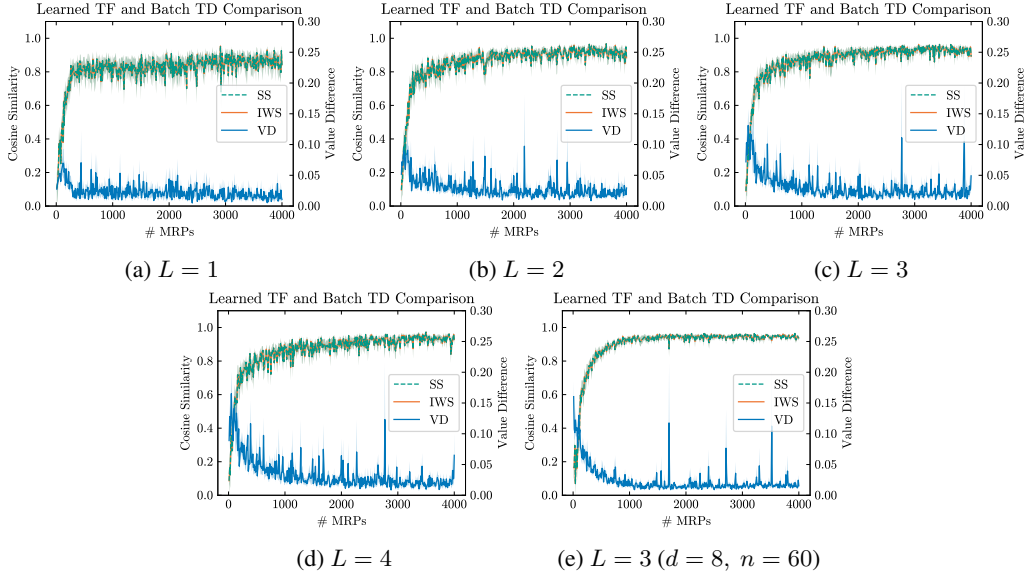 Learned TF and Batch TD Comparison
Cosine Similarity
1.0
0.8
0.6
0.4
0.2
0.0
SS
IWS
VD
0.30
0.25
0.20
0.15
0.10
0.05
0.00
Value Difference
0 1000 2000 3000 4000
# MRPs
(a) L = 1
Learned TF and Batch TD Comparison
Cosine Similarity
1.0
0.8
0.6
0.4
0.2
0.0
SS
IWS
VD
0.30
0.25
0.20
0.15
0.10
0.05
0.00
Value Difference
0 1000 2000 3000 4000
# MRPs
(b) L = 2
Learned TF and Batch TD Comparison
Cosine Similarity
1.0
0.8
0.6
0.4
0.2
0.0
SS
IWS
VD
0.30
0.25
0.20
0.15
0.10
0.05
0.00
Value Difference
0 1000 2000 3000 4000
# MRPs
(c) L = 3
Learned TF and Batch TD Comparison
Cosine Similarity
1.0
0.8
0.6
0.4
0.2
0.0
SS
IWS
VD
0.30
0.25
0.20
0.15
0.10
0.05
0.00
Value Difference
0 1000 2000 3000 4000
# MRPs
(d) L = 4
Learned TF and Batch TD Comparison
Cosine Similarity
1.0
0.8
0.6
0.4
0.2
0.0
SS
IWS
VD
0.30
0.25
0.20
0.15
0.10
0.05
0.00
Value Difference
0 1000 2000 3000 4000
# MRPs
(e) L = 3 (d = 8, n = 60)